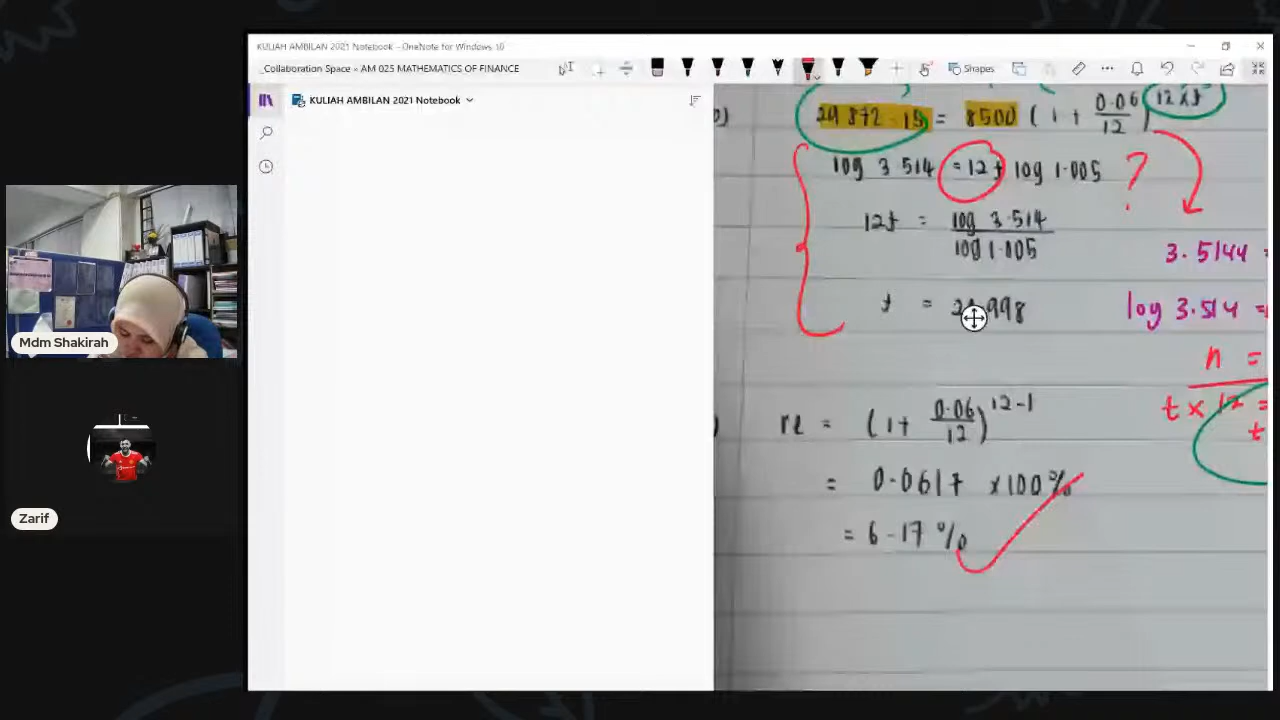 KULIAH AMBILAN 2021 Notebook - OneNote for Windows 10
_Collaboration Space » AM 025 MATHEMATICS OF FINANCE
Shapes
KULIAH AMBILAN 2021 Notebook
29 872.15 = 8500 (1 + 0.06/12)^12×t
log 3.514 = 12t log 1.005 ?
12t = log 3.514 / log 1.005
3.5144 =
t = 998
log 3.514 =
n =
t × 12 =
t
re = (1 + 0.06/12)^12-1
= 0.0617 ×100%
= 6.17 %
Mdm Shakirah
Zarif